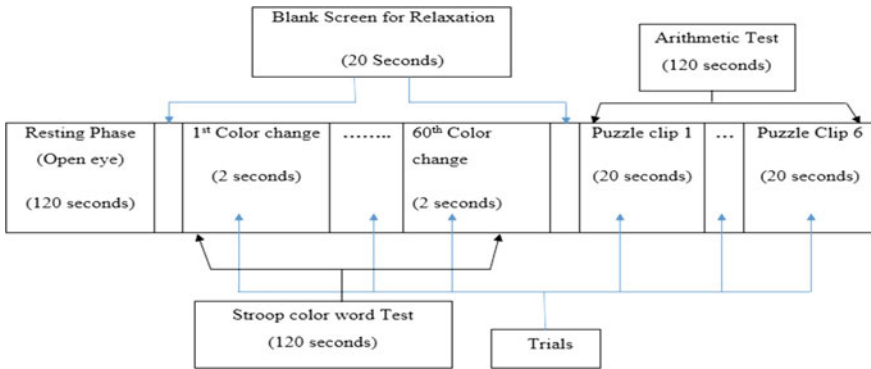 Blank Screen for Relaxation
(20 Seconds)
Arithmetic Test
(120 seconds)
Resting Phase
(Open eye)
(120 seconds)
1st Color change
(2 seconds)
……..
60th Color
change
(2 seconds)
Puzzle clip 1
(20 seconds)
…
Puzzle Clip 6
(20 seconds)
Stroop color word Test
(120 seconds)
Trials